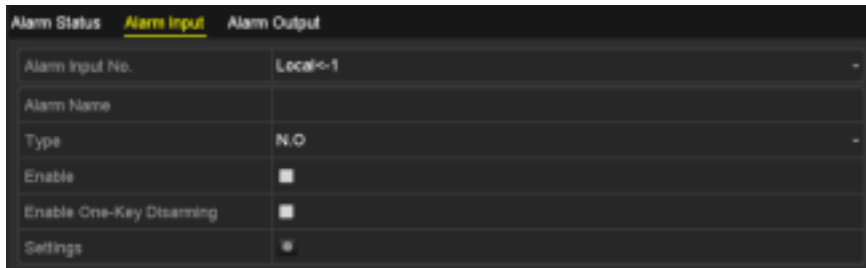 Alarm Status Alarm Input Alarm Output
Alarm Input No. Local<-1
Alarm Name
Type N.O
Enable
Enable One-Key Disarming
Settings